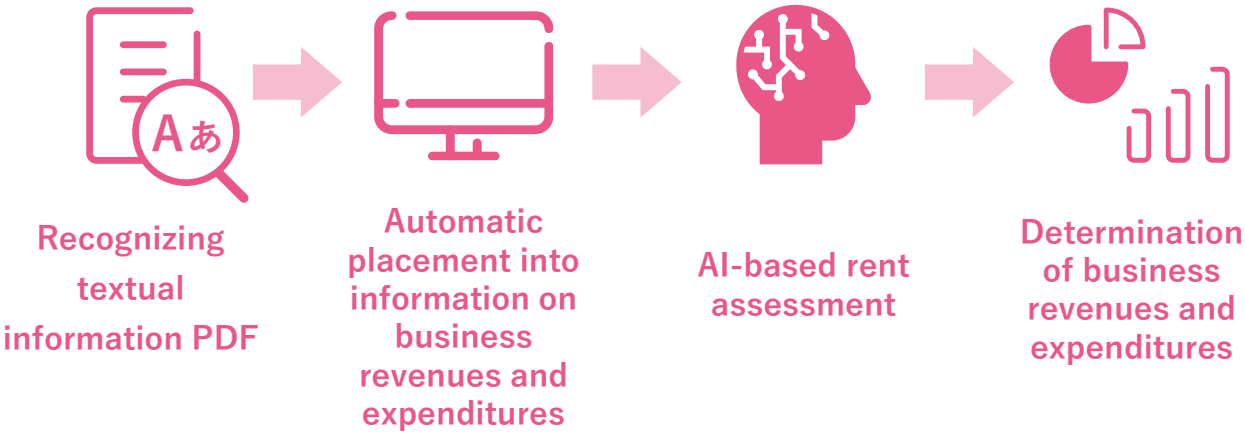 Aあ
Recognizing
textual
information PDF
Automatic
placement into
information on
business
revenues and
expenditures
AI-based rent
assessment
Determination
of business
revenues and
expenditures